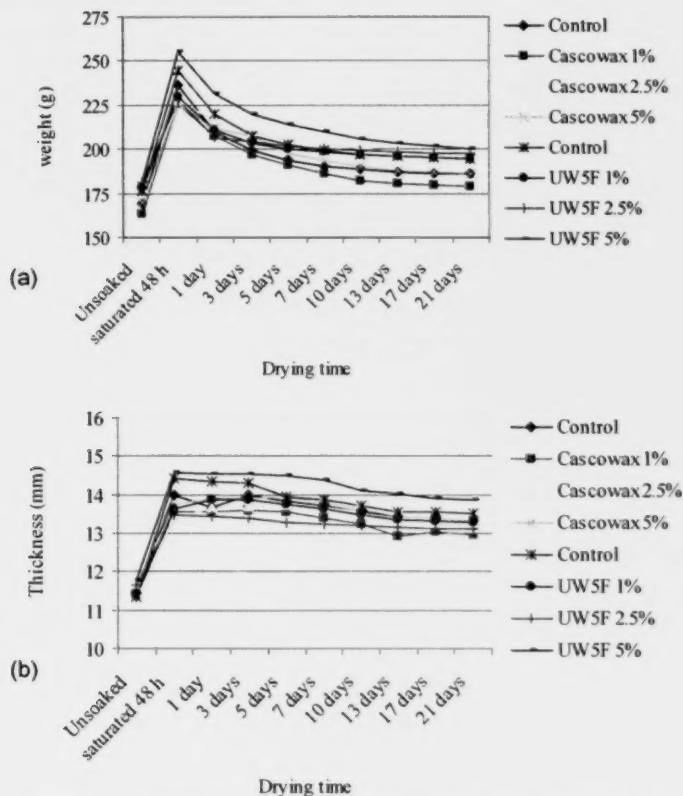 275
250
225
200
175
150
weight (g)
Unsoaked
saturated 48 h
1 day
3 days
5 days
7 days
10 days
13 days
17 days
21 days
Drying time
(a)
Control
Cascowax 1%
Cascowax 2.5%
Cascowax 5%
Control
UW5F 1%
UW5F 2.5%
UW5F 5%
16
15
14
13
12
11
10
Thickness (mm)
Unsoaked
saturated 48 h
1 day
3 days
5 days
7 days
10 days
13 days
17 days
21 days
Drying time
(b)
Control
Cascowax 1%
Cascowax 2.5%
Cascowax 5%
Control
UW5F 1%
UW5F 2.5%
UW5F 5%